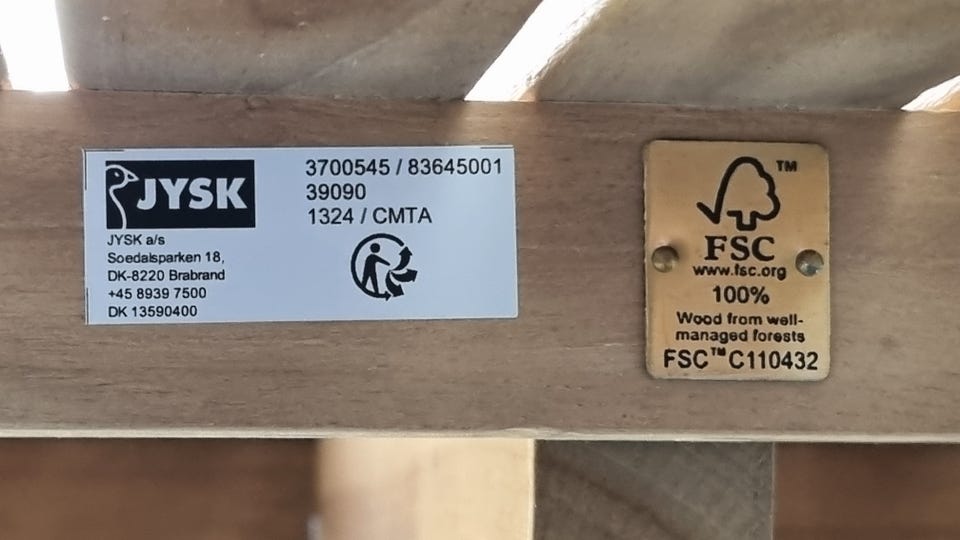 JYSK
JYSK a/s
Soedalsparken 18,
DK-8220 Brabrand
+45 8939 7500
DK 13590400
3700545 / 83645001
39090
1324 / CMTA
TM
FSC
www.fsc.org
100%
Wood from well-
managed forests
FSC™ C110432